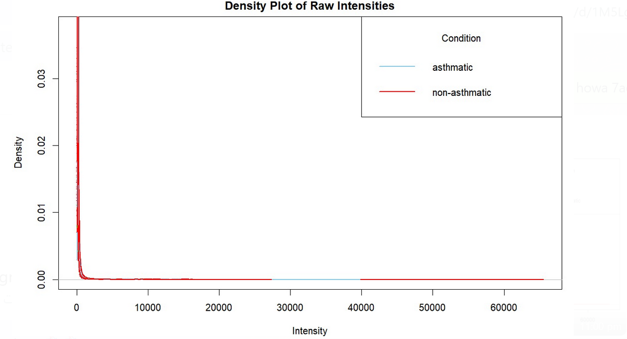 Density Plot of Raw Intensities
Condition
asthmatic
non-asthmatic
Density
0.03
0.02
0.01
0.00
0 10000 20000 30000 40000 50000 60000
Intensity